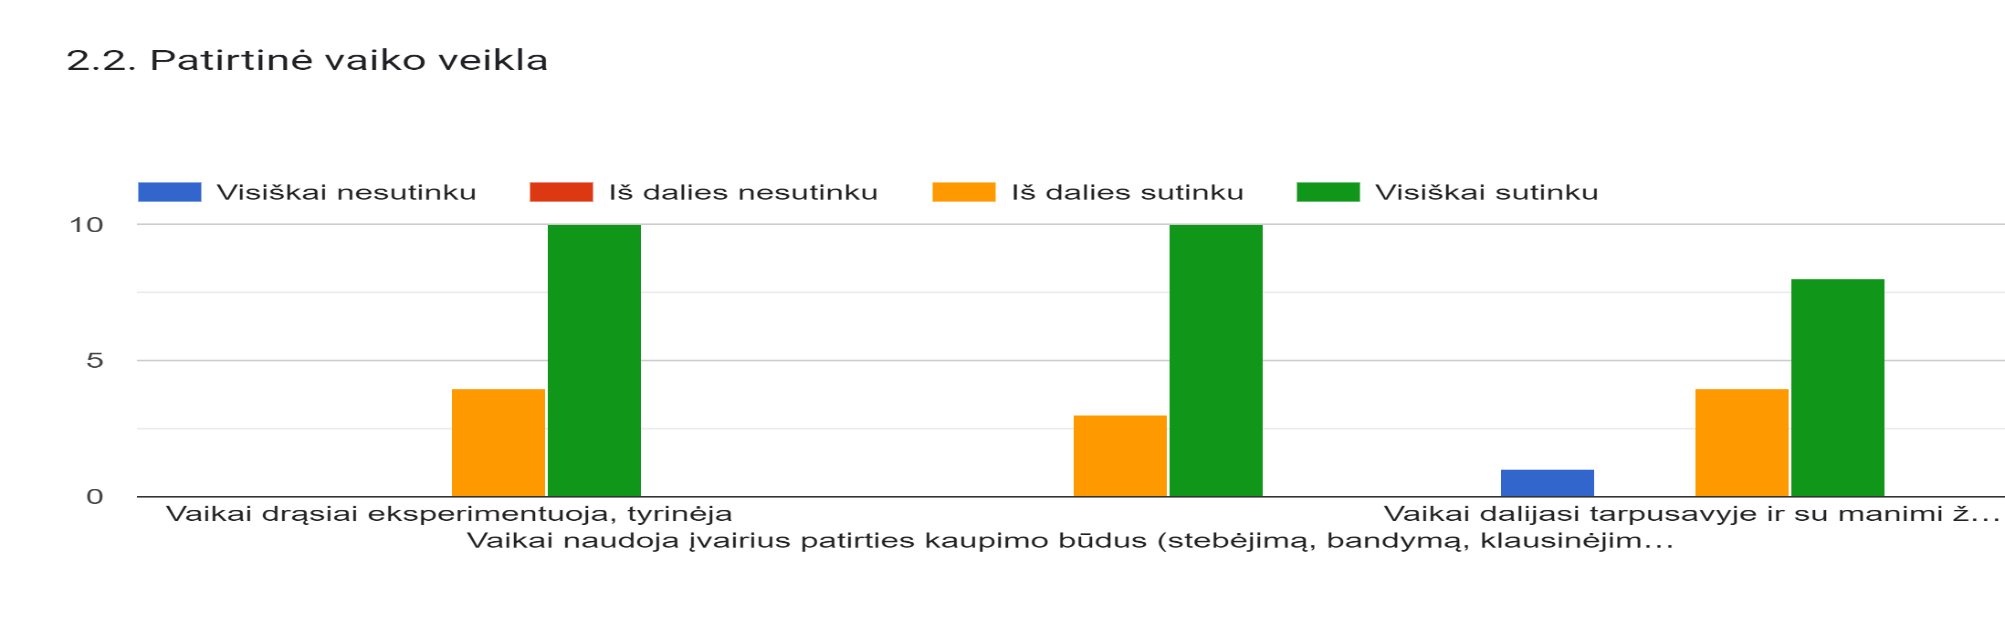 2.2. Patirtinė vaiko veikla
Visiškai nesutinku Iš dalies nesutinku Iš dalies sutinku Visiškai sutinku
10
5
0
Vaikai drąsiai eksperimentuoja, tyrinėja Vaikai dalijasi tarpusavyje ir su manimi ž...
Vaikai naudoja įvairius patirties kaupimo būdus (stebėjimą, bandymą, klausinėjim...